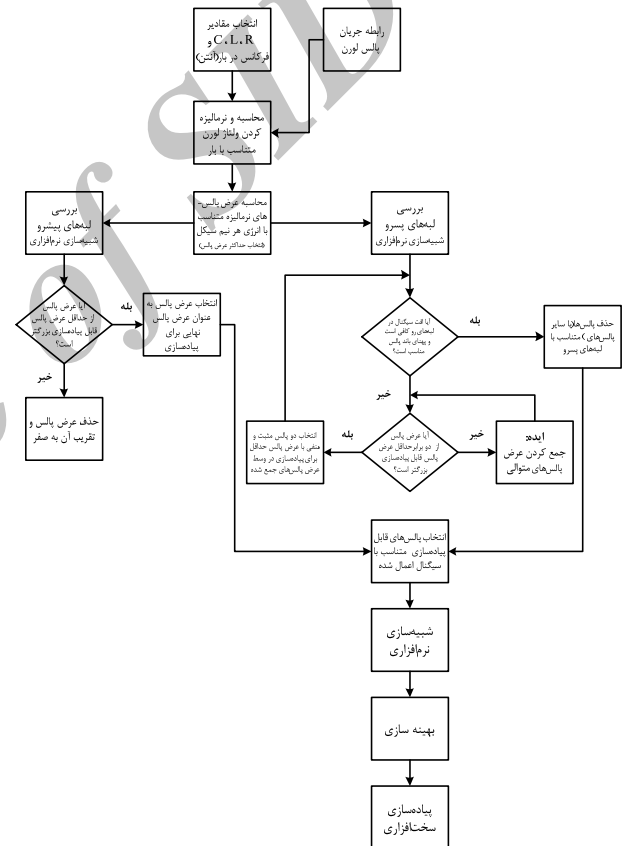 انتخاب مقادیر
C، L، R و
فرکانس در بار(آنتن)
رابطه جریان
پالس لورن
محاسبه و نرمالیزه
کردن ولتاژ لورن
متناسب با بار
محاسبه عرض پالس-
های نرمالیزه متناسب
با انرژی هر نیم سیکل
(نتخاب حداکثر عرض پالس)
بررسی
لبه‌های پیشرو
شبیه‌سازی نرم‌افزاری
بررسی
لبه‌های پسرو
شبیه‌سازی نرم‌افزاری
آیا عرض پالس
از حداقل عرض پالس
قابل پیاده‌سازی بزرگتر
است؟
بله
خیر
انتخاب عرض پالس به
عنوان عرض پالس
نهایی برای
پیاده‌سازی
حذف عرض پالس و
تقریب آن به صفر
آیا افت سیگنال در
لبه‌های رو کافی است
و پهنای باند پالس
مناسب است؟
بله
خیر
حذف پالس‌ها(یا سایر
پالس‌های) متناسب با
لبه‌های پسرو
آیا عرض پالس
از دو برابر حداقل عرض
پالس قابل پیاده‌سازی
بزرگتر است؟
بله
خیر
انتخاب دو پالس مثبت و
منفی با عرض پالس حداقل
برای پیاده‌سازی در وسط
عرض پالس‌های جمع شده
ایده:
جمع کردن عرض
پالس‌های متوالی
انتخاب پالس‌های قابل
پیاده‌سازی متناسب با
سیگنال اعمال شده
شبیه‌سازی
نرم‌افزاری
بهینه سازی
پیاده‌سازی
سخت‌افزاری
of SID